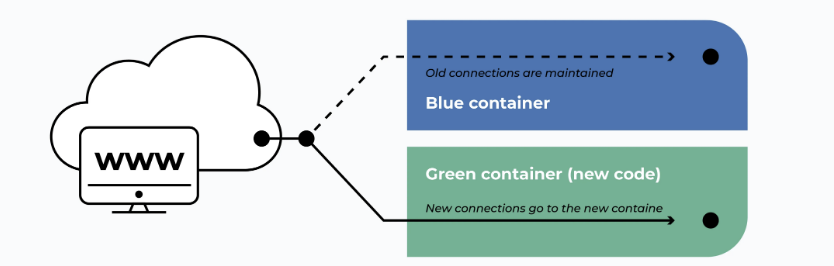 WWW
Old connections are maintained
Blue container
Green container (new code)
New connections go to the new containe